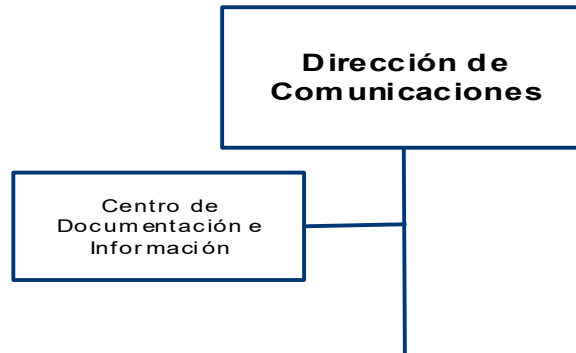 Dirección de
Comunicaciones
Centro de
Documentación e
Información